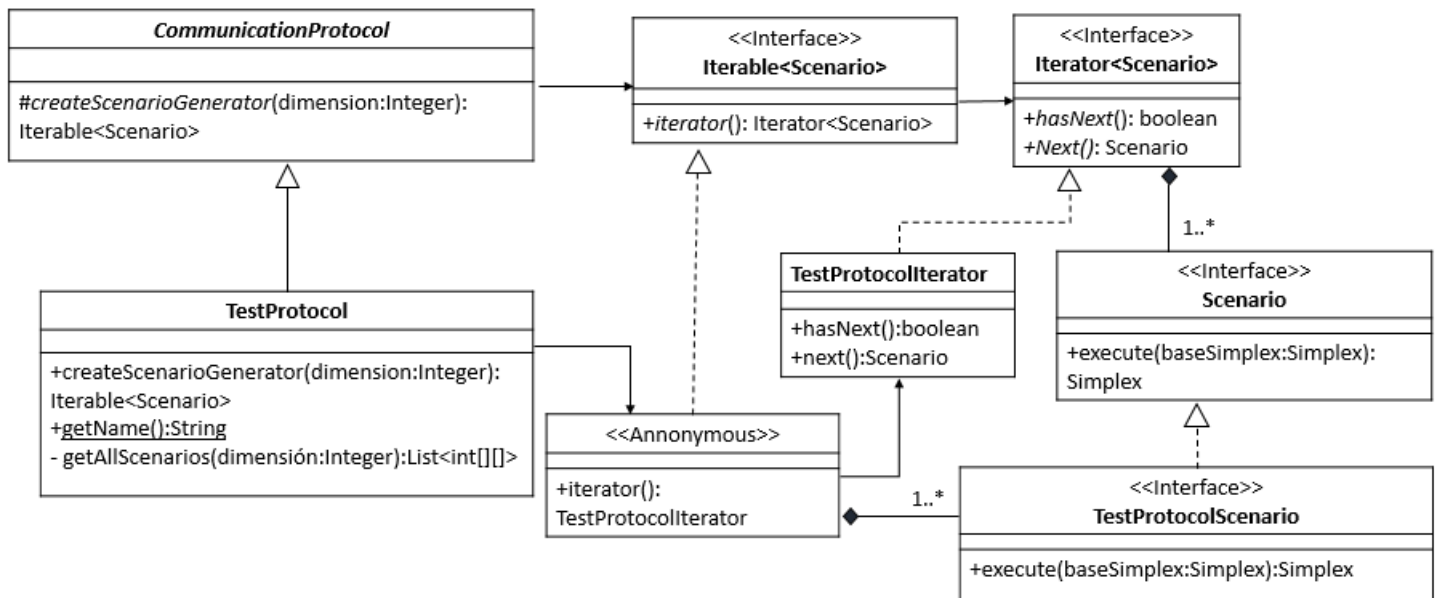 CommunicationProtocol
#createScenarioGenerator(dimension:Integer):
Iterable<Scenario>
<<Interface>>
Iterable<Scenario>
+iterator(): Iterator<Scenario>
<<Interface>>
Iterator<Scenario>
+hasNext(): boolean
+Next(): Scenario
1..*
TestProtocolIterator
+hasNext():boolean
+next():Scenario
<<Interface>>
Scenario
+execute(baseSimplex:Simplex):
Simplex
TestProtocol
+createScenarioGenerator(dimension:Integer):
Iterable<Scenario>
+getName():String
- getAllScenarios(dimensión:Integer):List<int[][]>
<<Annonymous>>
+iterator():
TestProtocolIterator
1..*
<<Interface>>
TestProtocolScenario
+execute(baseSimplex:Simplex):Simplex